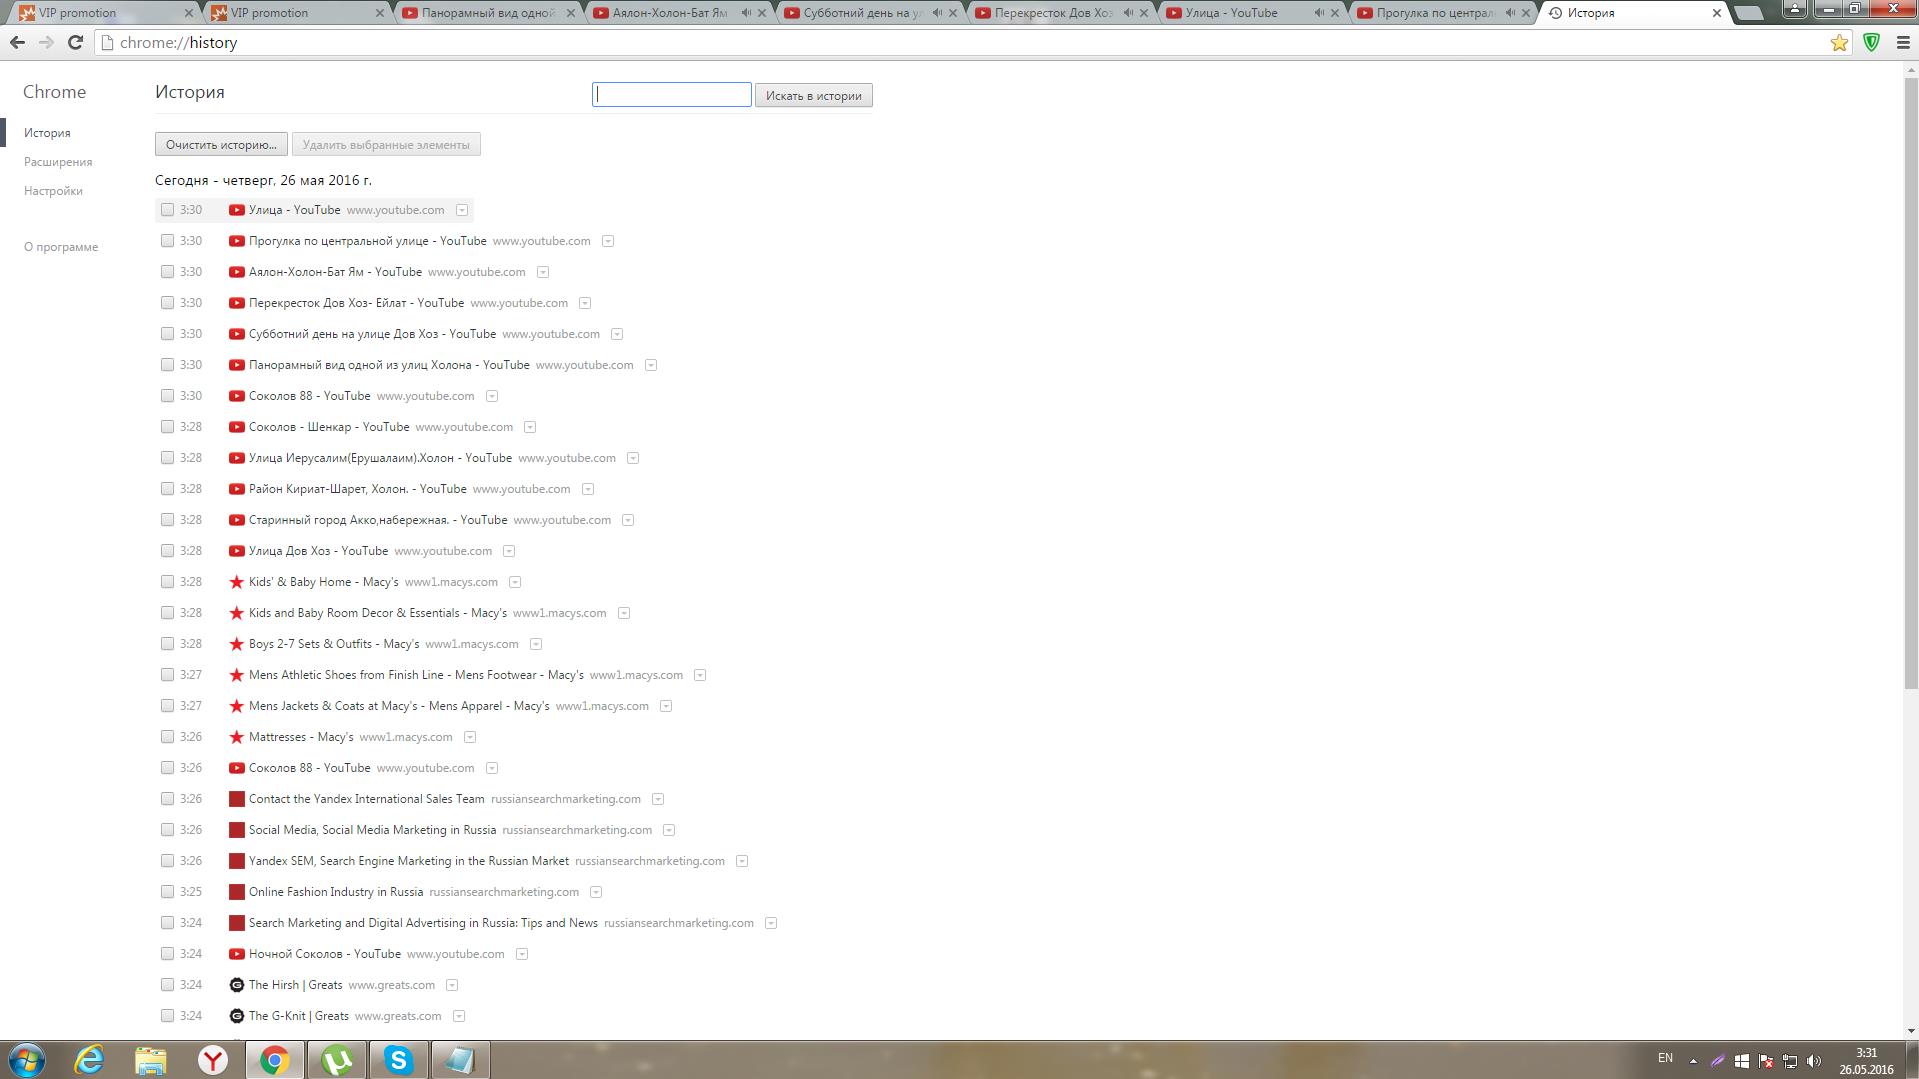 VIP promotion
VIP promotion
Панорамный вид одной
Аялон-Холон-Бат Ям
Субботний день на ул
Перекресток Дов Хоз
Улица - YouTube
Прогулка по централ
История
chrome://history
Chrome
История
Искать в истории
История
Расширения
Настройки
О программе
Очистить историю...
Удалить выбранные элементы
Сегодня - четверг, 26 мая 2016 г.
3:30 Улица - YouTube www.youtube.com
3:30 Прогулка по центральной улице - YouTube www.youtube.com
3:30 Аялон-Холон-Бат Ям - YouTube www.youtube.com
3:30 Перекресток Дов Хоз- Ейлат - YouTube www.youtube.com
3:30 Субботний день на улице Дов Хоз - YouTube www.youtube.com
3:30 Панорамный вид одной из улиц Холона - YouTube www.youtube.com
3:30 Соколов 88 - YouTube www.youtube.com
3:28 Соколов - Шенкар - YouTube www.youtube.com
3:28 Улица Иерусалим(Ерушалаим).Холон - YouTube www.youtube.com
3:28 Район Кириат-Шарет, Холон. - YouTube www.youtube.com
3:28 Старинный город Акко,набережная. - YouTube www.youtube.com
3:28 Улица Дов Хоз - YouTube www.youtube.com
3:28 Kids' & Baby Home - Macy's www1.macys.com
3:28 Kids and Baby Room Decor & Essentials - Macy's www1.macys.com
3:28 Boys 2-7 Sets & Outfits - Macy's www1.macys.com
3:27 Mens Athletic Shoes from Finish Line - Mens Footwear - Macy's www1.macys.com
3:27 Mens Jackets & Coats at Macy's - Mens Apparel - Macy's www1.macys.com
3:26 Mattresses - Macy's www1.macys.com
3:26 Соколов 88 - YouTube www.youtube.com
3:26 Contact the Yandex International Sales Team russiansearchmarketing.com
3:26 Social Media, Social Media Marketing in Russia russiansearchmarketing.com
3:26 Yandex SEM, Search Engine Marketing in the Russian Market russiansearchmarketing.com
3:25 Online Fashion Industry in Russia russiansearchmarketing.com
3:24 Search Marketing and Digital Advertising in Russia: Tips and News russiansearchmarketing.com
3:24 Ночной Соколов - YouTube www.youtube.com
3:24 The Hirsh | Greats www.greats.com
3:24 The G-Knit | Greats www.greats.com
EN
3:31
26.05.2016